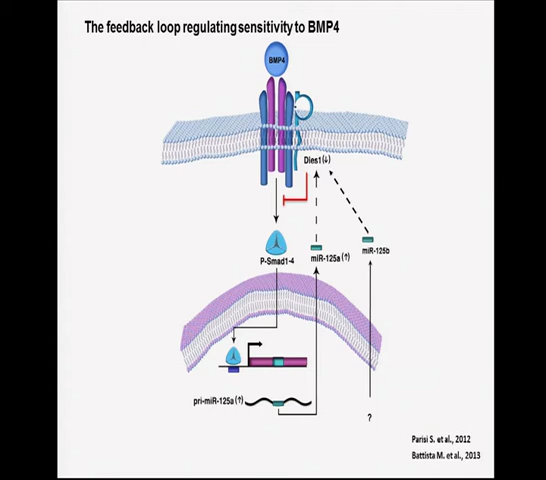 The feedback loop regulating sensitivity to BMP4
BMP4
Dies1(↓)
P-Smad1-4
miR-125a(↑)
miR-125b
pri-miR-125a(↑)
?
Parisi S. et al., 2012
Battista M. et al., 2013